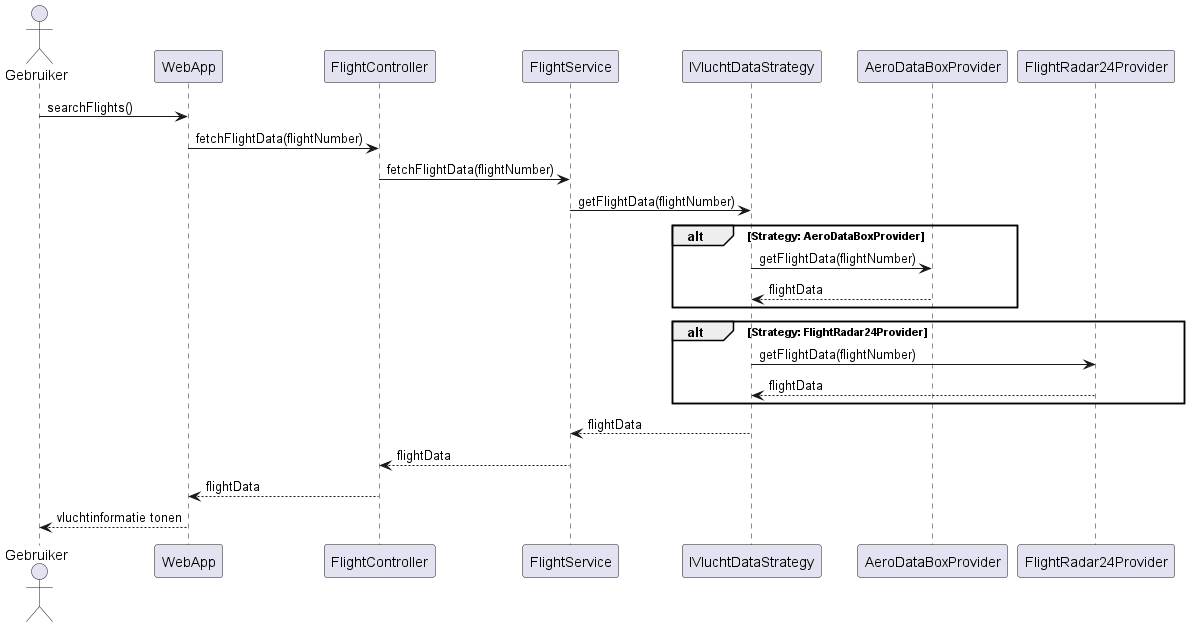 Gebruiker
WebApp
FlightController
FlightService
IVluchtDataStrategy
AeroDataBoxProvider
FlightRadar24Provider
searchFlights()
fetchFlightData(flightNumber)
fetchFlightData(flightNumber)
getFlightData(flightNumber)
alt [Strategy: AeroDataBoxProvider]
getFlightData(flightNumber)
flightData
alt [Strategy: FlightRadar24Provider]
getFlightData(flightNumber)
flightData
flightData
flightData
flightData
vluchtinformatie tonen
Gebruiker
WebApp
FlightController
FlightService
IVluchtDataStrategy
AeroDataBoxProvider
FlightRadar24Provider